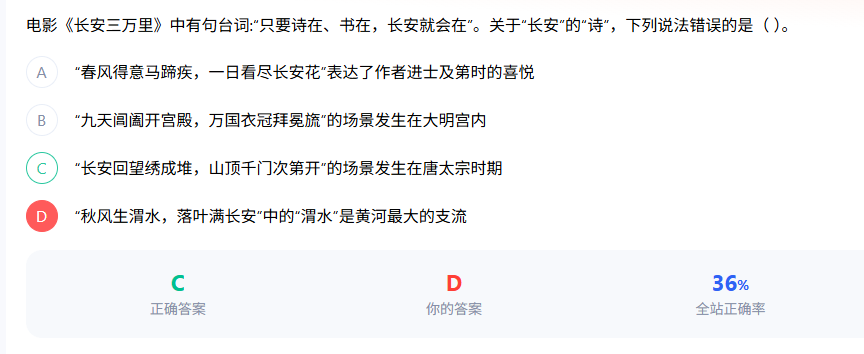 电影《长安三万里》中有句台词:“只要诗在、书在，长安就会在”。关于“长安”的“诗”，下列说法错误的是（ ）。
A “春风得意马蹄疾，一日看尽长安花”表达了作者进士及第时的喜悦
B “九天阊阖开宫殿，万国衣冠拜冕旒”的场景发生在大明宫内
C “长安回望绣成堆，山顶千门次第开”的场景发生在唐太宗时期
D “秋风生渭水，落叶满长安”中的“渭水”是黄河最大的支流
C D 36%
正确答案 你的答案 全站正确率